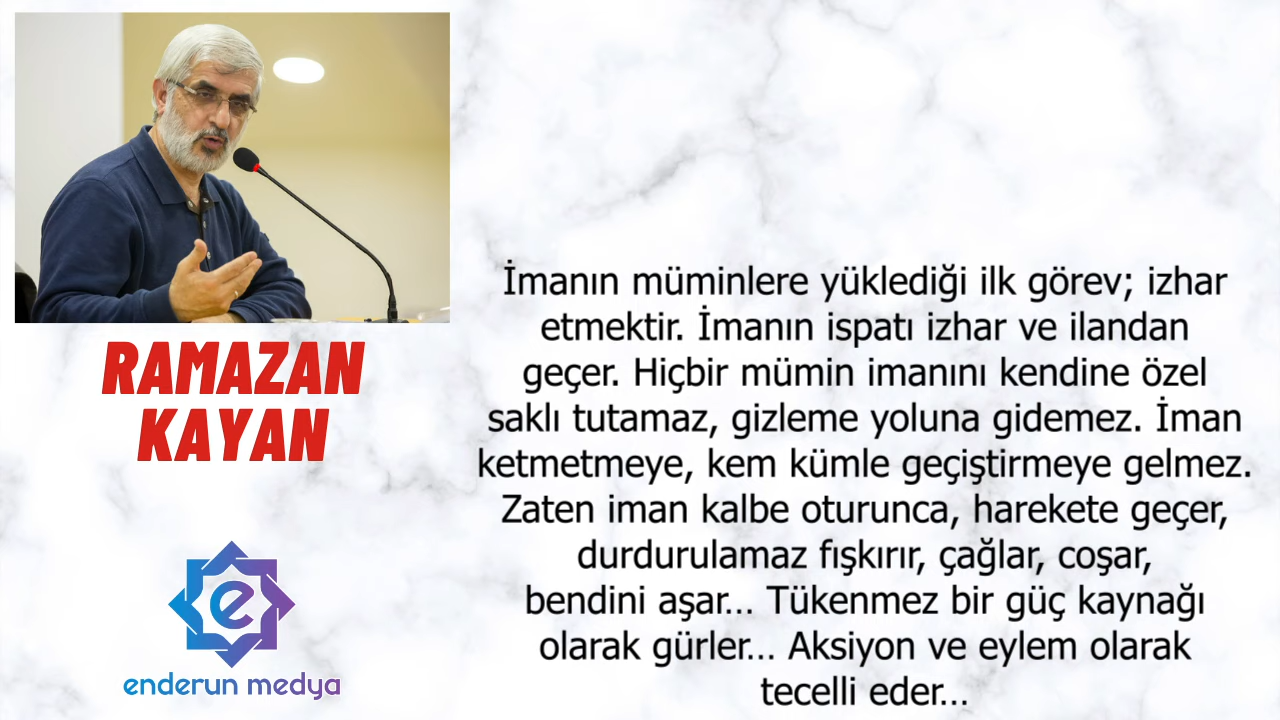 RAMAZAN
KAYAN
e
enderun medya
İmanın müminlere yüklediği ilk görev; izhar
etmektir. İmanın ispatı izhar ve ilandan
geçer. Hiçbir mümin imanını kendine özel
saklı tutamaz, gizleme yoluna gidemez. İman
ketmetmeye, kem kümle geçiştirmeye gelmez.
Zaten iman kalbe oturunca, harekete geçer,
durdurulamaz fışkırır, çağlar, coşar,
bendini aşar... Tükenmez bir güç kaynağı
olarak gürler... Aksiyon ve eylem olarak
tecelli eder...